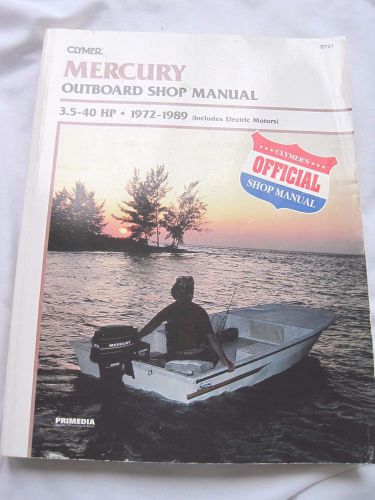 CLYMER
B721
MERCURY
OUTBOARD SHOP MANUAL
3.5-40 HP • 1972-1989 (Includes Electric Motors)
CLYMER'S
OFFICIAL
SHOP MANUAL
MERCURY
PRIMEDIA